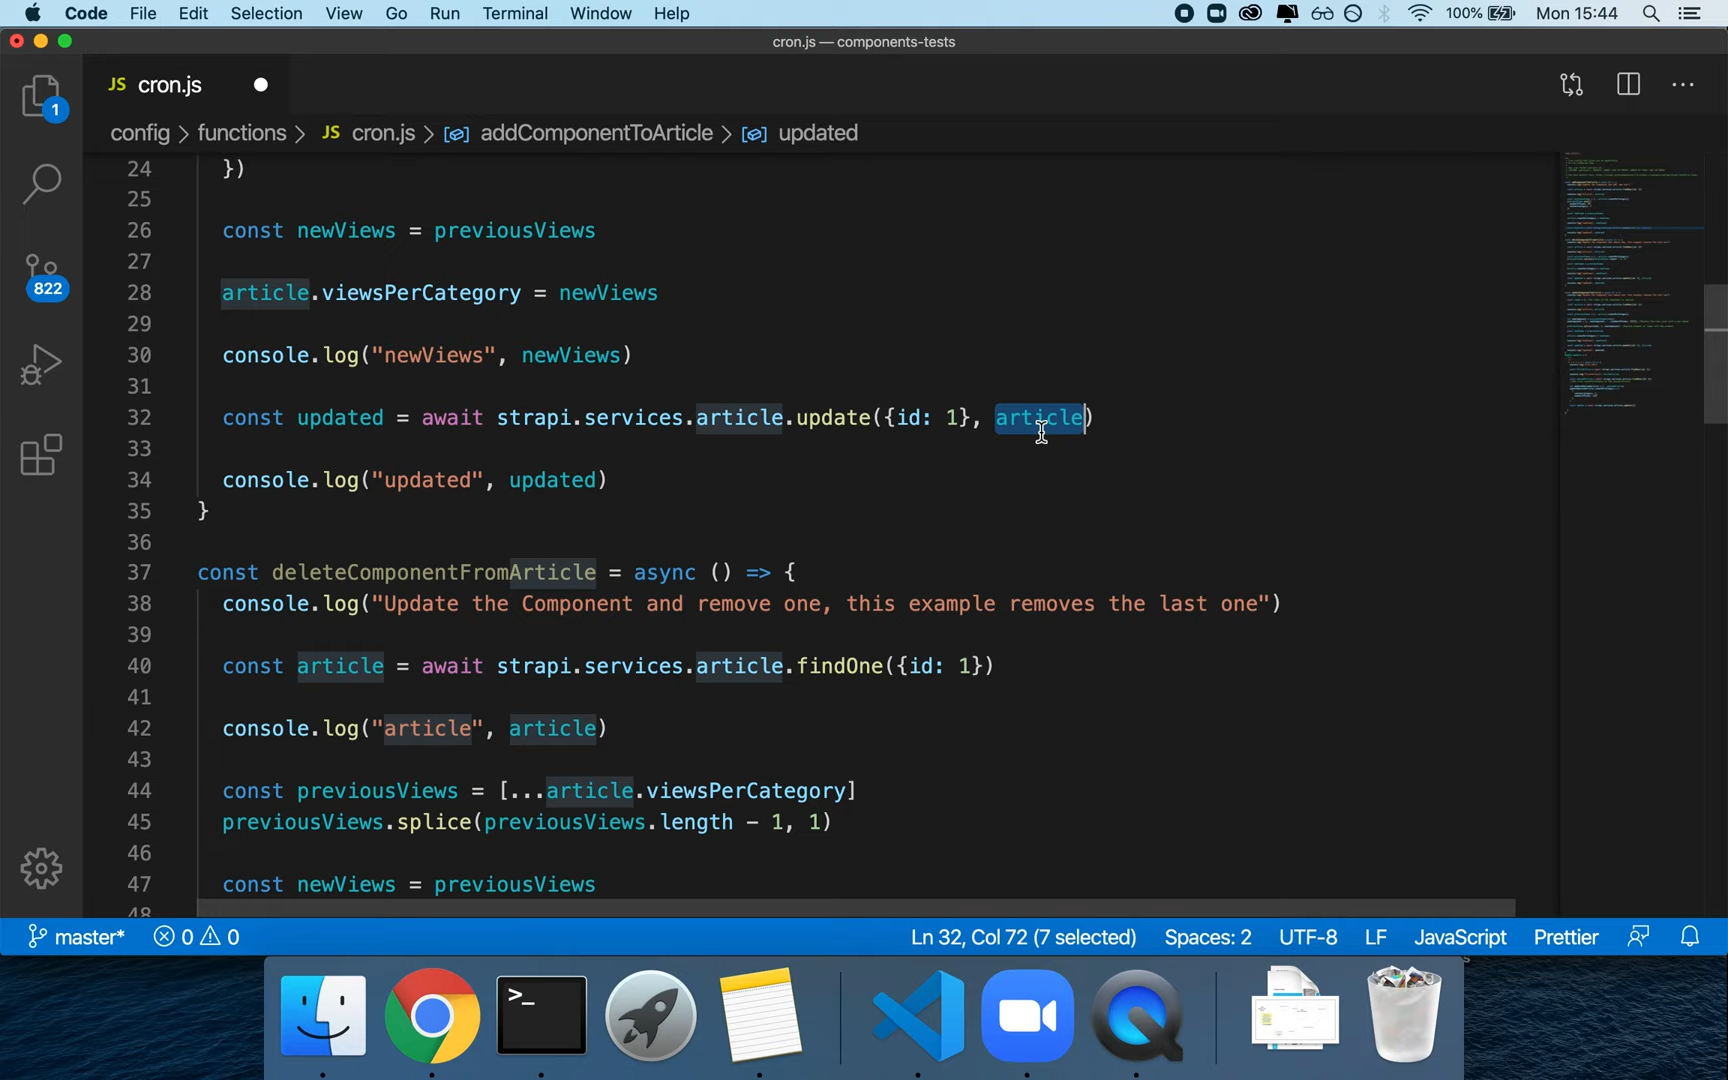 Code File Edit Selection View Go Run Terminal Window Help 100% Mon 15:44
cron.js — components-tests
JS cron.js
1
config > functions > JS cron.js > addComponentToArticle > updated
24 })
25
26 const newViews = previousViews
27
28 article.viewsPerCategory = newViews
29
30 console.log("newViews", newViews)
31
32 const updated = await strapi.services.article.update({id: 1}, article)
33
34 console.log("updated", updated)
35 }
36
37 const deleteComponentFromArticle = async () => {
38 console.log("Update the Component and remove one, this example removes the last one")
39
40 const article = await strapi.services.article.findOne({id: 1})
41
42 console.log("article", article)
43
44 const previousViews = [...article.viewsPerCategory]
45 previousViews.splice(previousViews.length - 1, 1)
46
47 const newViews = previousViews
48
822
master* 0 0 Ln 32, Col 72 (7 selected) Spaces: 2 UTF-8 LF JavaScript Prettier
>_